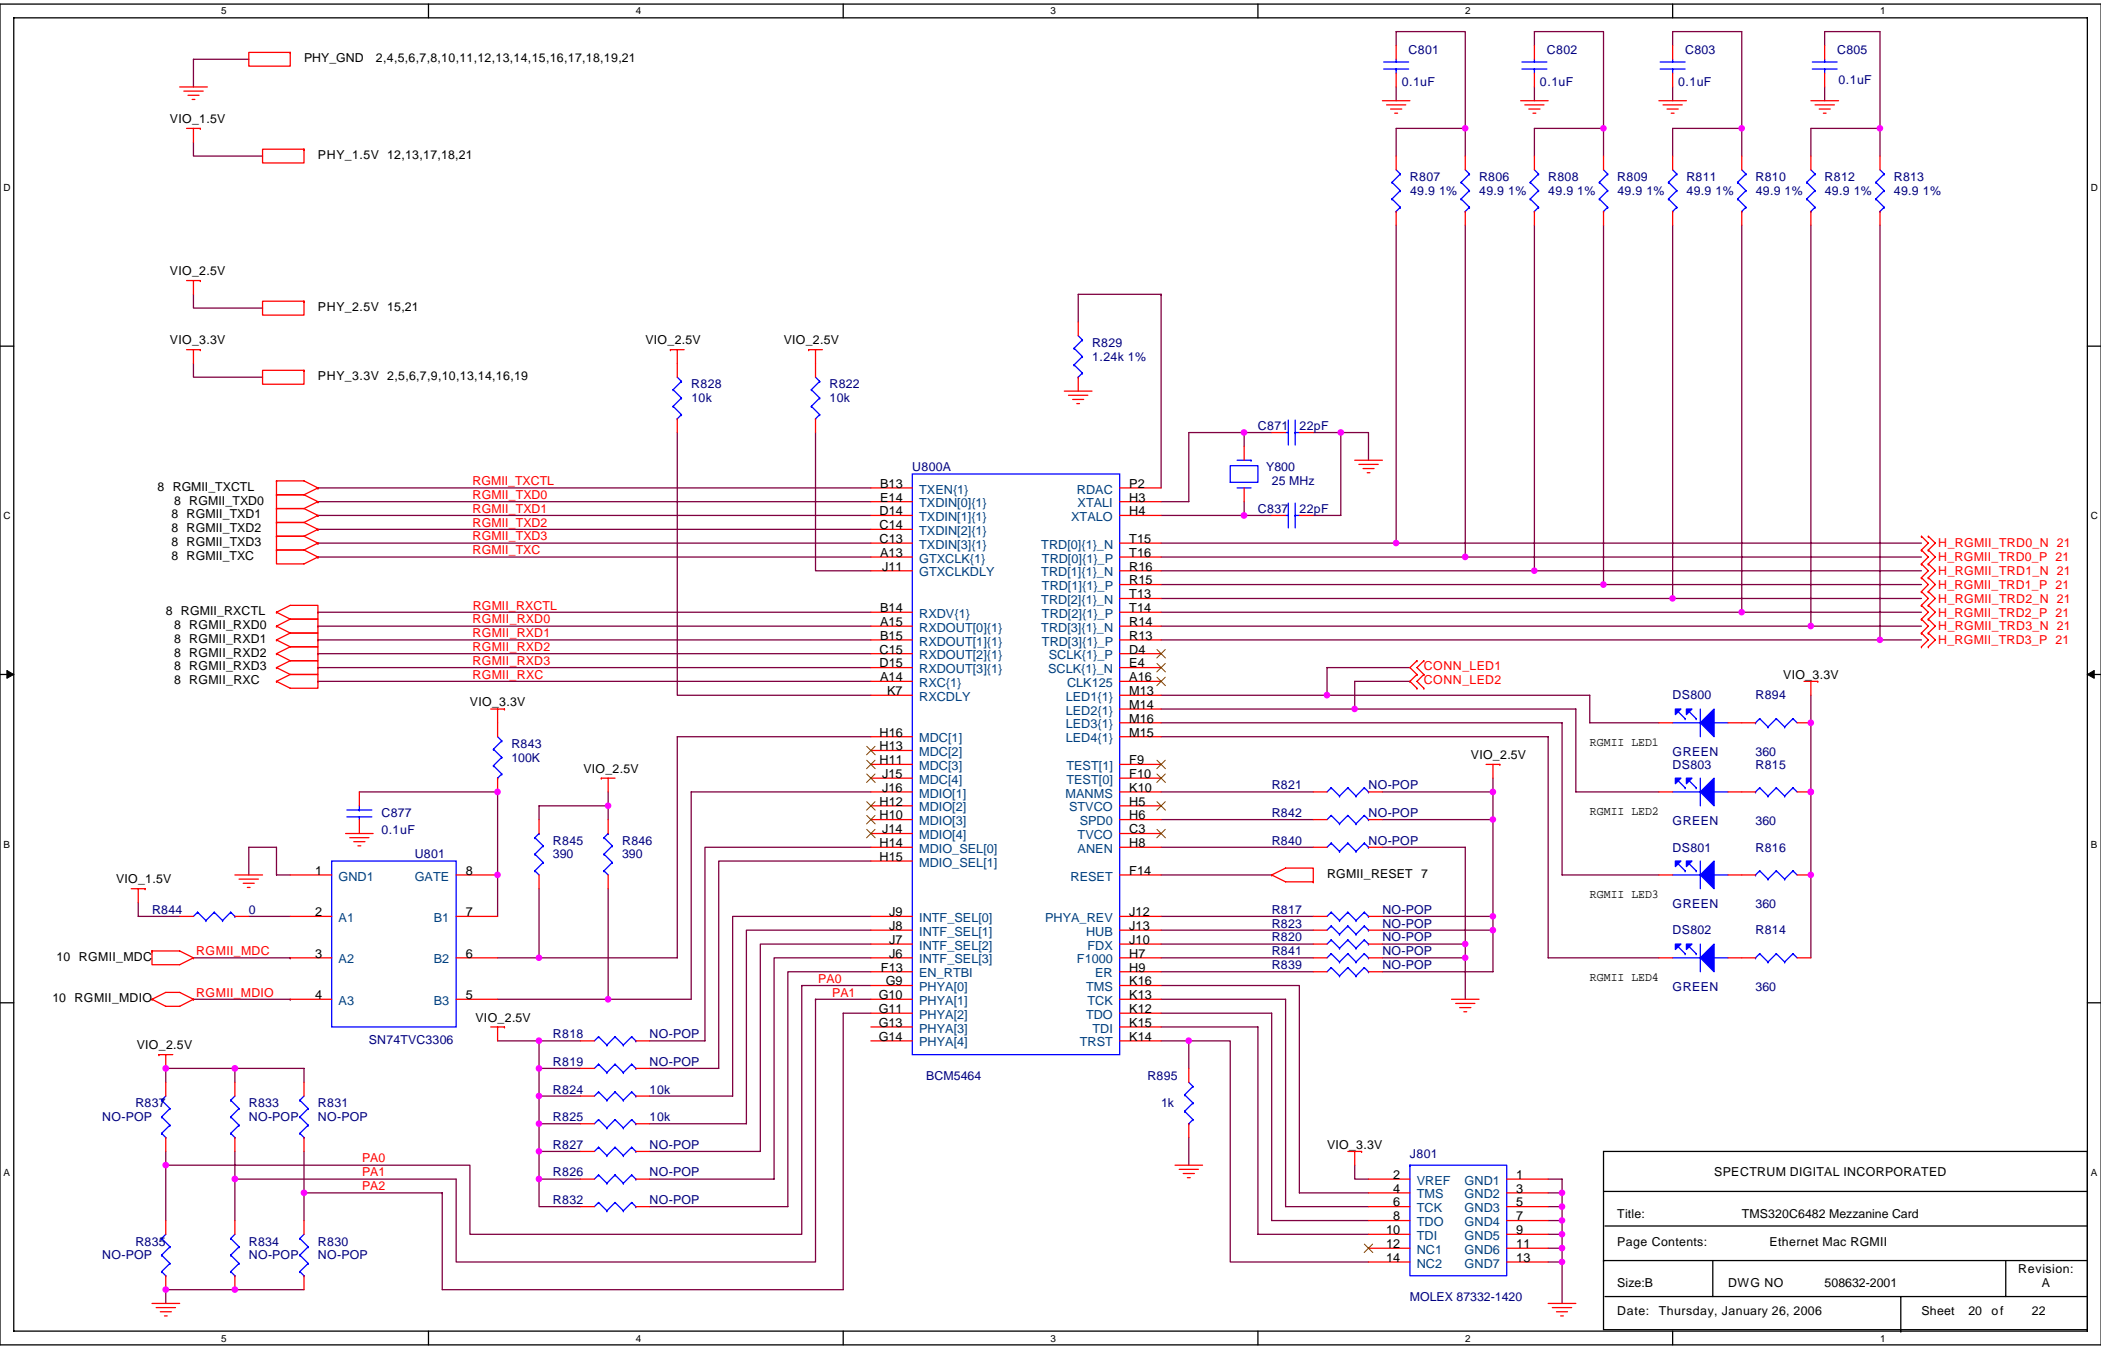 5 4 3 2 1
PHY_GND 2,4,5,6,7,8,10,11,12,13,14,15,16,17,18,19,21
VIO_1.5V
PHY_1.5V 12,13,17,18,21
VIO_2.5V
PHY_2.5V 15,21
VIO_3.3V
PHY_3.3V 2,5,6,7,9,10,13,14,16,19
C801
0.1uF
C802
0.1uF
C803
0.1uF
C805
0.1uF
D
D
R807
49.9 1%
R806
49.9 1%
R808
49.9 1%
R809
49.9 1%
R811
49.9 1%
R810
49.9 1%
R812
49.9 1%
R813
49.9 1%
VIO_2.5V
R828
10k
VIO_2.5V
R822
10k
R829
1.24k 1%
C871 22pF
Y800
25 MHz
C837 22pF
C
C
8 RGMII_TXCTL
8 RGMII_TXD0
8 RGMII_TXD1
8 RGMII_TXD2
8 RGMII_TXD3
8 RGMII_TXC
RGMII_TXCTL
RGMII_TXD0
RGMII_TXD1
RGMII_TXD2
RGMII_TXD3
RGMII_TXC
8 RGMII_RXCTL
8 RGMII_RXD0
8 RGMII_RXD1
8 RGMII_RXD2
8 RGMII_RXD3
8 RGMII_RXC
RGMII_RXCTL
RGMII_RXD0
RGMII_RXD1
RGMII_RXD2
RGMII_RXD3
RGMII_RXC
U800A
B13 TXEN{1}
E14 TXDIN[0]{1}
D14 TXDIN[1]{1}
C14 TXDIN[2]{1}
C13 TXDIN[3]{1}
A13 GTXCLK{1}
J11 GTXCLKDLY
B14 RXDV{1}
A15 RXDOUT[0]{1}
B15 RXDOUT[1]{1}
C15 RXDOUT[2]{1}
D15 RXDOUT[3]{1}
A14 RXC{1}
K7 RXCDLY
H16 MDC[1]
H13 MDC[2]
H11 MDC[3]
J15 MDC[4]
J16 MDIO[1]
H12 MDIO[2]
H10 MDIO[3]
J14 MDIO[4]
H14 MDIO_SEL[0]
H15 MDIO_SEL[1]
J9 INTF_SEL[0]
J8 INTF_SEL[1]
J7 INTF_SEL[2]
J6 INTF_SEL[3]
F13 EN_RTBI
PA0 G9 PHYA[0]
PA1 G10 PHYA[1]
G11 PHYA[2]
G13 PHYA[3]
G14 PHYA[4]
BCM5464
RDAC P2
XTALI H3
XTALO H4
TRD[0]{1}_N T15
TRD[0]{1}_P T16
TRD[1]{1}_N R16
TRD[1]{1}_P R15
TRD[2]{1}_N T13
TRD[2]{1}_P T14
TRD[3]{1}_N R14
TRD[3]{1}_P R13
SCLK{1}_P D4
SCLK{1}_N E4
CLK125 A16
LED1{1} M13
LED2{1} M14
LED3{1} M16
LED4{1} M15
TEST[1] F9
TEST[0] F10
MANMS K10
STVCO H5
SPD0 H6
TVCO C3
ANEN H8
RESET F14
PHYA_REV J12
HUB J13
FDX J10
F1000 H7
ER H9
TMS K16
TCK K13
TDO K12
TDI K15
TRST K14
H_RGMII_TRD0_N 21
H_RGMII_TRD0_P 21
H_RGMII_TRD1_N 21
H_RGMII_TRD1_P 21
H_RGMII_TRD2_N 21
H_RGMII_TRD2_P 21
H_RGMII_TRD3_N 21
H_RGMII_TRD3_P 21
CONN_LED1
CONN_LED2
VIO_3.3V
DS800 R894
RGMII LED1
GREEN 360
DS803 R815
RGMII LED2
GREEN 360
DS801 R816
RGMII LED3
GREEN 360
DS802 R814
RGMII LED4
GREEN 360
VIO_2.5V
R821 NO-POP
R842 NO-POP
R840 NO-POP
RGMII_RESET 7
R817 NO-POP
R823 NO-POP
R820 NO-POP
R841 NO-POP
R839 NO-POP
B
B
VIO_3.3V
R843
100K
C877
0.1uF
VIO_2.5V
R845
390
R846
390
VIO_1.5V
R844 0
U801
1 GND1 GATE 8
2 A1 B1 7
3 A2 B2 6
4 A3 B3 5
SN74TVC3306
10 RGMII_MDC RGMII_MDC
10 RGMII_MDIO RGMII_MDIO
VIO_2.5V
R818 NO-POP
R819 NO-POP
R824 10k
R825 10k
R827 NO-POP
R826 NO-POP
R832 NO-POP
VIO_2.5V
R837
NO-POP
R833
NO-POP
R831
NO-POP
PA0
PA1
PA2
R835
NO-POP
R834
NO-POP
R830
NO-POP
R895
1k
VIO_3.3V
J801
2 VREF GND1 1
4 TMS GND2 3
6 TCK GND3 5
8 TDO GND4 7
10 TDI GND5 9
12 NC1 GND6 11
14 NC2 GND7 13
MOLEX 87332-1420
A
A
SPECTRUM DIGITAL INCORPORATED
Title: TMS320C6482 Mezzanine Card
Page Contents: Ethernet Mac RGMII
Size:B DWG NO 508632-2001 Revision: A
Date: Thursday, January 26, 2006 Sheet 20 of 22
5 4 3 2 1